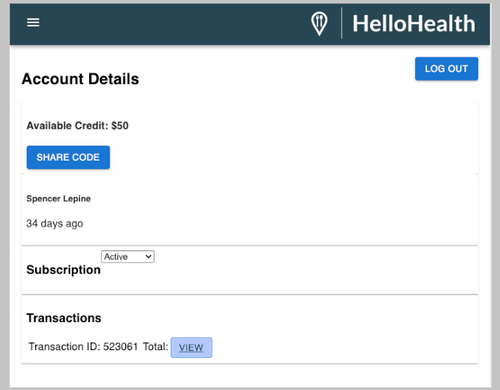 HelloHealth
LOG OUT
Account Details
Available Credit: $50
SHARE CODE
Spencer Lepine
34 days ago
Active
Subscription
Transactions
Transaction ID: 523061 Total: VIEW